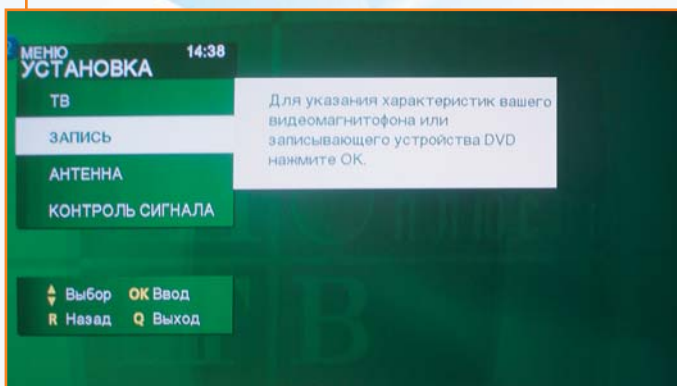 МЕНЮ 14:38
УСТАНОВКА
ТВ
ЗАПИСЬ
АНТЕННА
КОНТРОЛЬ СИГНАЛА
Для указания характеристик вашего
видеомагнитофона или
записывающего устройства DVD
нажмите OK.
Выбор OK Ввод
R Назад Q Выход
ТВ